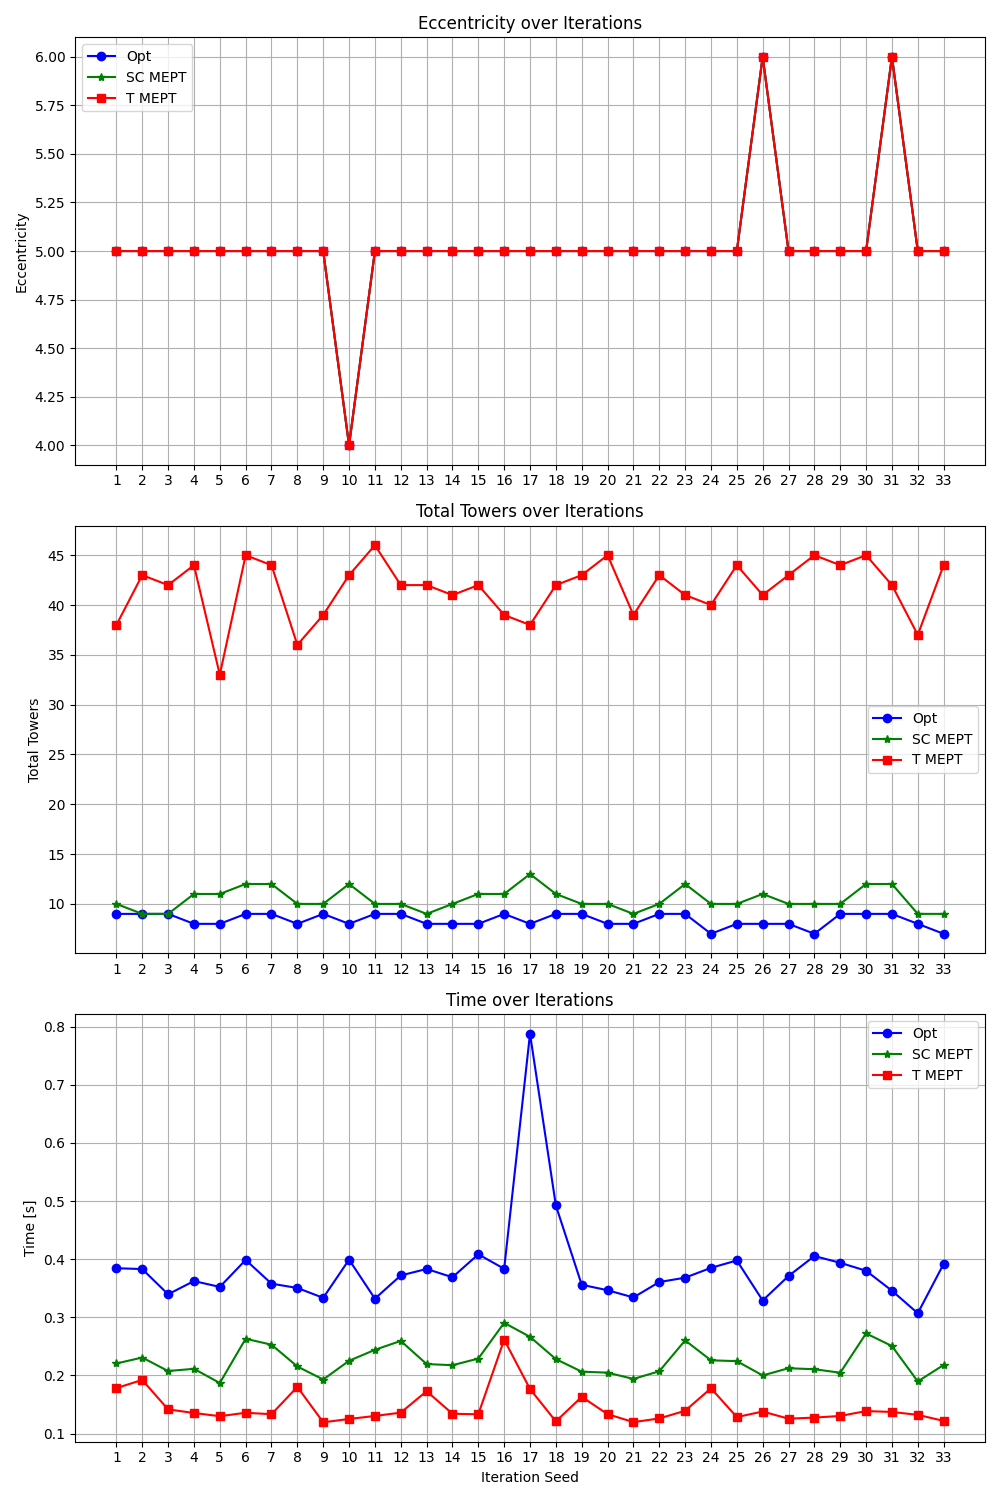 Eccentricity over Iterations
Opt
SC MEPT
T MEPT
6.00
5.75
5.50
5.25
5.00
4.75
4.50
4.25
4.00
Eccentricity
1 2 3 4 5 6 7 8 9 10 11 12 13 14 15 16 17 18 19 20 21 22 23 24 25 26 27 28 29 30 31 32 33
Total Towers over Iterations
45
40
35
30
25
20
15
10
Total Towers
Opt
SC MEPT
T MEPT
1 2 3 4 5 6 7 8 9 10 11 12 13 14 15 16 17 18 19 20 21 22 23 24 25 26 27 28 29 30 31 32 33
Time over Iterations
Opt
SC MEPT
T MEPT
0.8
0.7
0.6
0.5
0.4
0.3
0.2
0.1
Time [s]
1 2 3 4 5 6 7 8 9 10 11 12 13 14 15 16 17 18 19 20 21 22 23 24 25 26 27 28 29 30 31 32 33
Iteration Seed